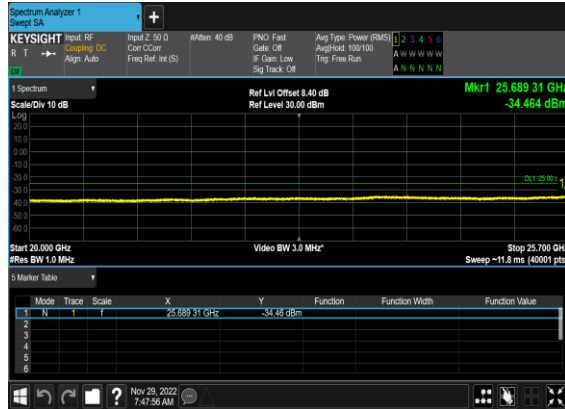 Spectrum Analyzer 1
Swept SA
+
KEYSIGHT Input: RF Input Z: 50 Ω #Atten: 40 dB PNO: Fast Avg Type: Power (RMS) 1 2 3 4 5 6
R T Coupling: DC Corr CCorr Gate: Off Avg|Hold: 100/100 A W W W W W
Align: Auto Freq Ref: Int (S) IF Gain: Low Trig: Free Run
Sig Track: Off A N N N N N
1 Spectrum Ref Lvl Offset 8.40 dB Mkr1 25.689 31 GHz
Scale/Div 10 dB Ref Level 30.00 dBm -34.464 dBm
Log
20.0
10.0
0.00
-10.0
-20.0
DL1 -25.00
1
-30.0
-40.0
-50.0
-60.0
Start 20.000 GHz Video BW 3.0 MHz* Stop 25.700 GHz
#Res BW 1.0 MHz Sweep ~11.8 ms (40001 pts)
5 Marker Table
Mode Trace Scale X Y Function Function Width Function Value
1 N 1 f 25.689 31 GHz -34.46 dBm
2
3
4
5
6
? Nov 29, 2022
7:47:56 AM